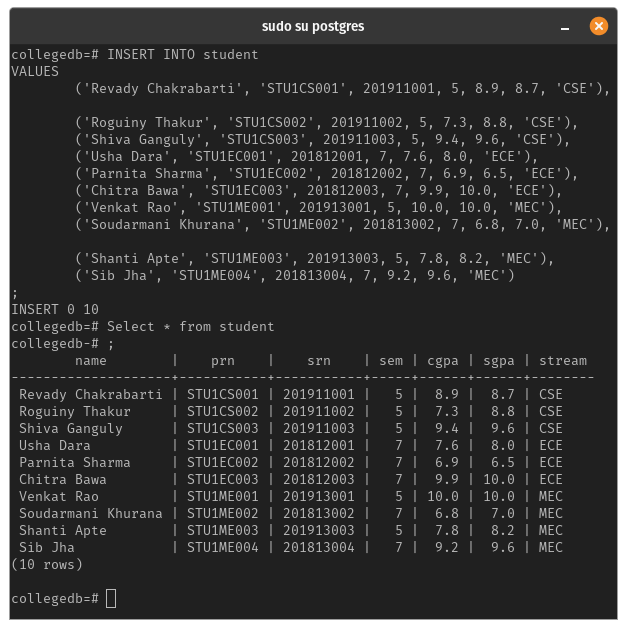 sudo su postgres
collegedb=# INSERT INTO student
VALUES
('Revady Chakrabarti', 'STU1CS001', 201911001, 5, 8.9, 8.7, 'CSE'),
('Roguiny Thakur', 'STU1CS002', 201911002, 5, 7.3, 8.8, 'CSE'),
('Shiva Ganguly', 'STU1CS003', 201911003, 5, 9.4, 9.6, 'CSE'),
('Usha Dara', 'STU1EC001', 201812001, 7, 7.6, 8.0, 'ECE'),
('Parnita Sharma', 'STU1EC002', 201812002, 7, 6.9, 6.5, 'ECE'),
('Chitra Bawa', 'STU1EC003', 201812003, 7, 9.9, 10.0, 'ECE'),
('Venkat Rao', 'STU1ME001', 201913001, 5, 10.0, 10.0, 'MEC'),
('Soudarmani Khurana', 'STU1ME002', 201813002, 7, 6.8, 7.0, 'MEC'),
('Shanti Apte', 'STU1ME003', 201913003, 5, 7.8, 8.2, 'MEC'),
('Sib Jha', 'STU1ME004', 201813004, 7, 9.2, 9.6, 'MEC')
;
INSERT 0 10
collegedb=# Select * from student
collegedb-# ;
name | prn | srn | sem | cgpa | sgpa | stream
--------------------+-----------+-----------+-----+------+------+--------
Revady Chakrabarti | STU1CS001 | 201911001 | 5 | 8.9 | 8.7 | CSE
Roguiny Thakur | STU1CS002 | 201911002 | 5 | 7.3 | 8.8 | CSE
Shiva Ganguly | STU1CS003 | 201911003 | 5 | 9.4 | 9.6 | CSE
Usha Dara | STU1EC001 | 201812001 | 7 | 7.6 | 8.0 | ECE
Parnita Sharma | STU1EC002 | 201812002 | 7 | 6.9 | 6.5 | ECE
Chitra Bawa | STU1EC003 | 201812003 | 7 | 9.9 | 10.0 | ECE
Venkat Rao | STU1ME001 | 201913001 | 5 | 10.0 | 10.0 | MEC
Soudarmani Khurana | STU1ME002 | 201813002 | 7 | 6.8 | 7.0 | MEC
Shanti Apte | STU1ME003 | 201913003 | 5 | 7.8 | 8.2 | MEC
Sib Jha | STU1ME004 | 201813004 | 7 | 9.2 | 9.6 | MEC
(10 rows)
collegedb=#